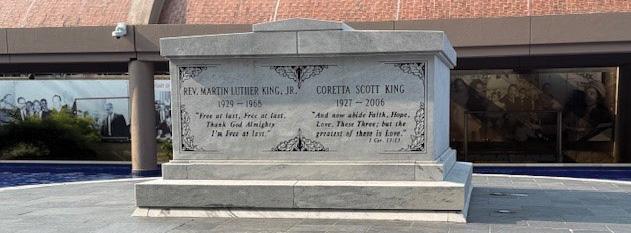 REV. MARTIN LUTHER KING, JR.
1929 — 1968
"Free at last, Free at last,
Thank God Almighty
I'm Free at last."
CORETTA SCOTT KING
1927 — 2006
"And now abide Faith, Hope,
Love, These Three; but the
greatest of these is Love."
1 Cor. 13:13